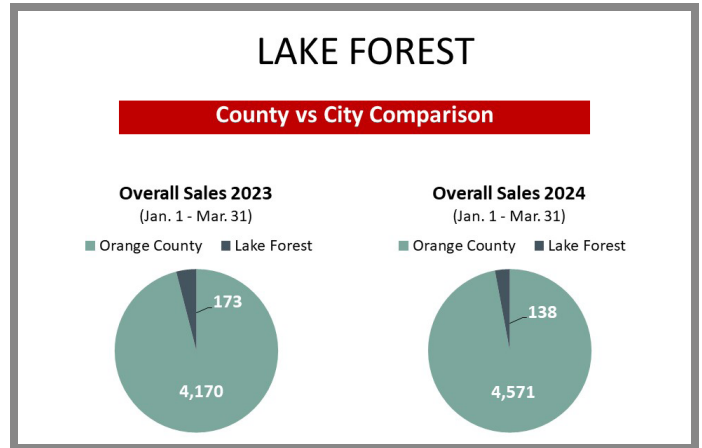 LAKE FOREST
County vs City Comparison
Overall Sales 2023
(Jan. 1 - Mar. 31)
Orange County Lake Forest
173
4,170
Overall Sales 2024
(Jan. 1 - Mar. 31)
Orange County Lake Forest
138
4,571